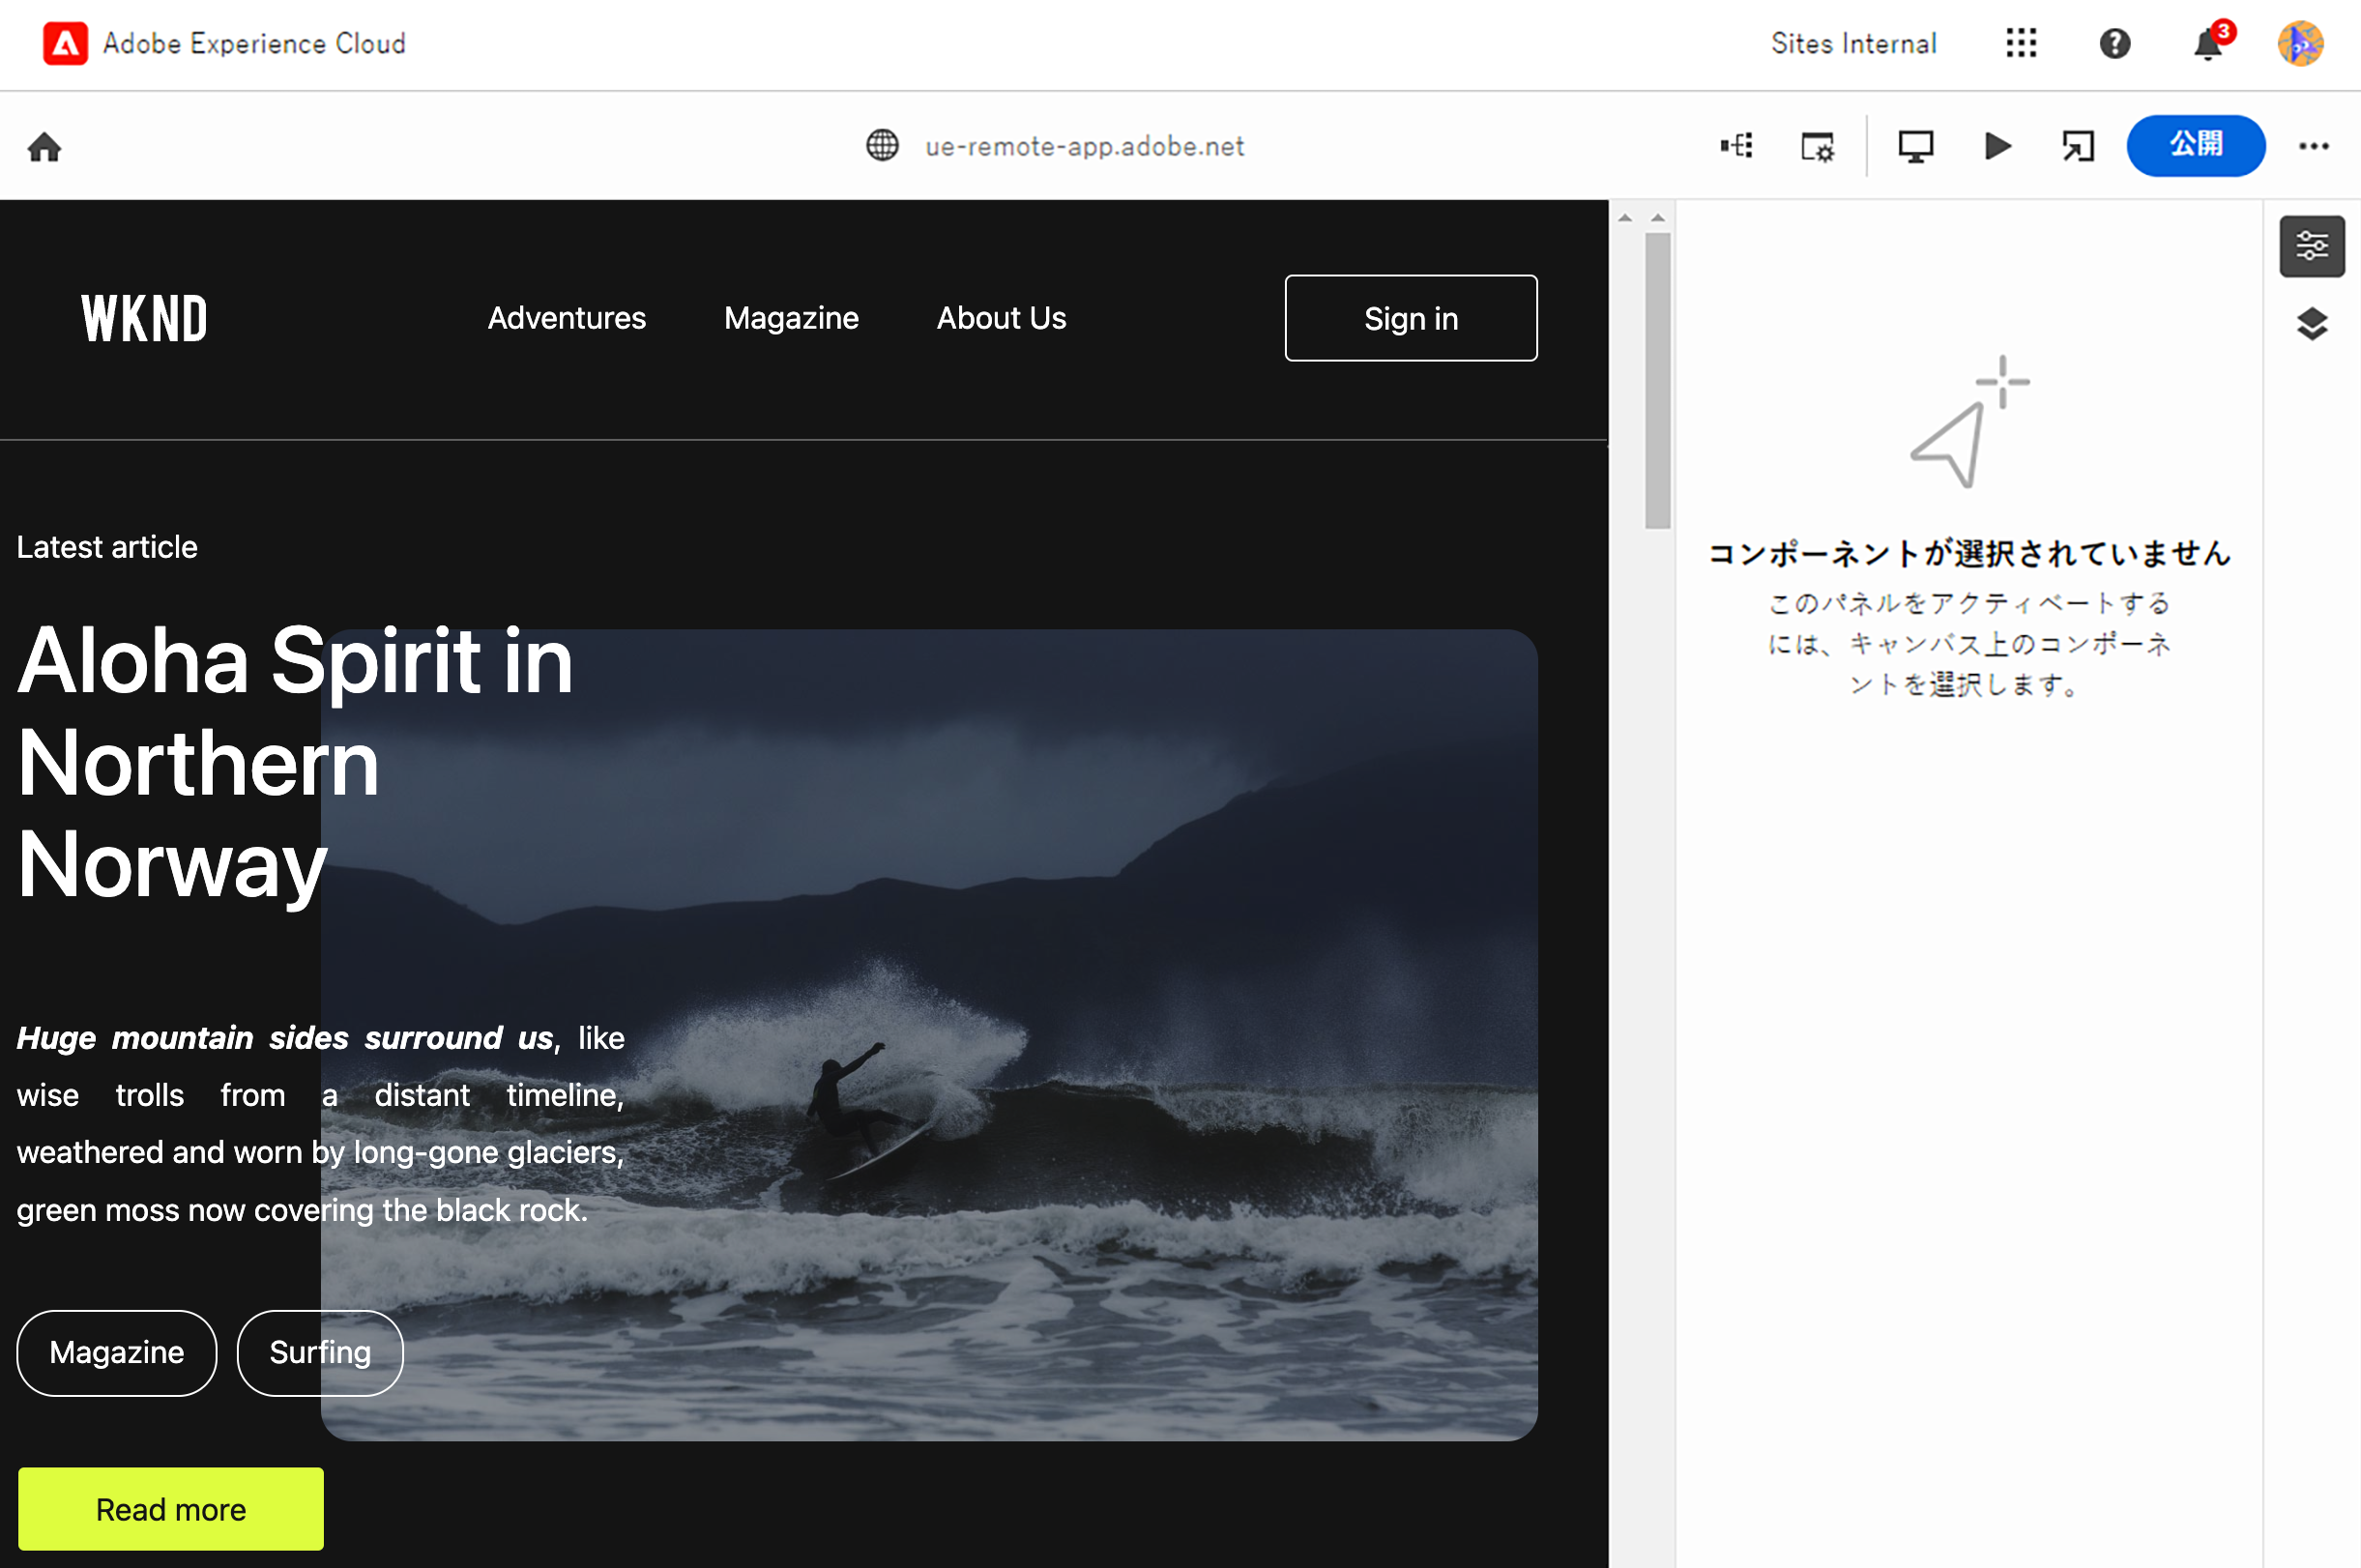 Adobe Experience Cloud
Sites Internal
3
ue-remote-app.adobe.net
公開
WKND
Adventures
Magazine
About Us
Sign in
Latest article
Aloha Spirit in
Northern
Norway
Huge mountain sides surround us, like
wise trolls from a distant timeline,
weathered and worn by long-gone glaciers,
green moss now covering the black rock.
Magazine
Surfing
Read more
コンポーネントが選択されていません
このパネルをアクティベートする
には、キャンバス上のコンポーネ
ントを選択します。